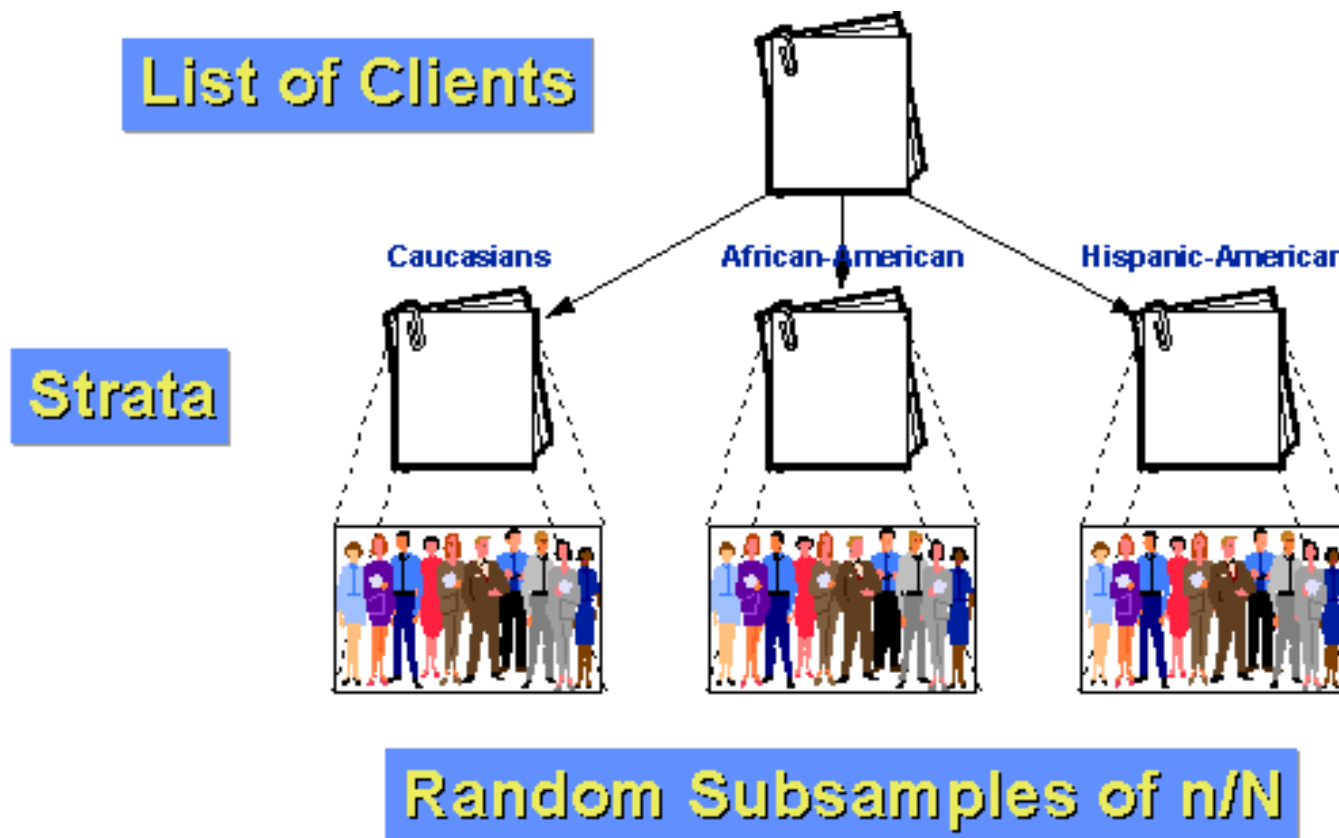 List of Clients
Caucasians
African-American
Hispanic-American
Strata
Random Subsamples of n/N